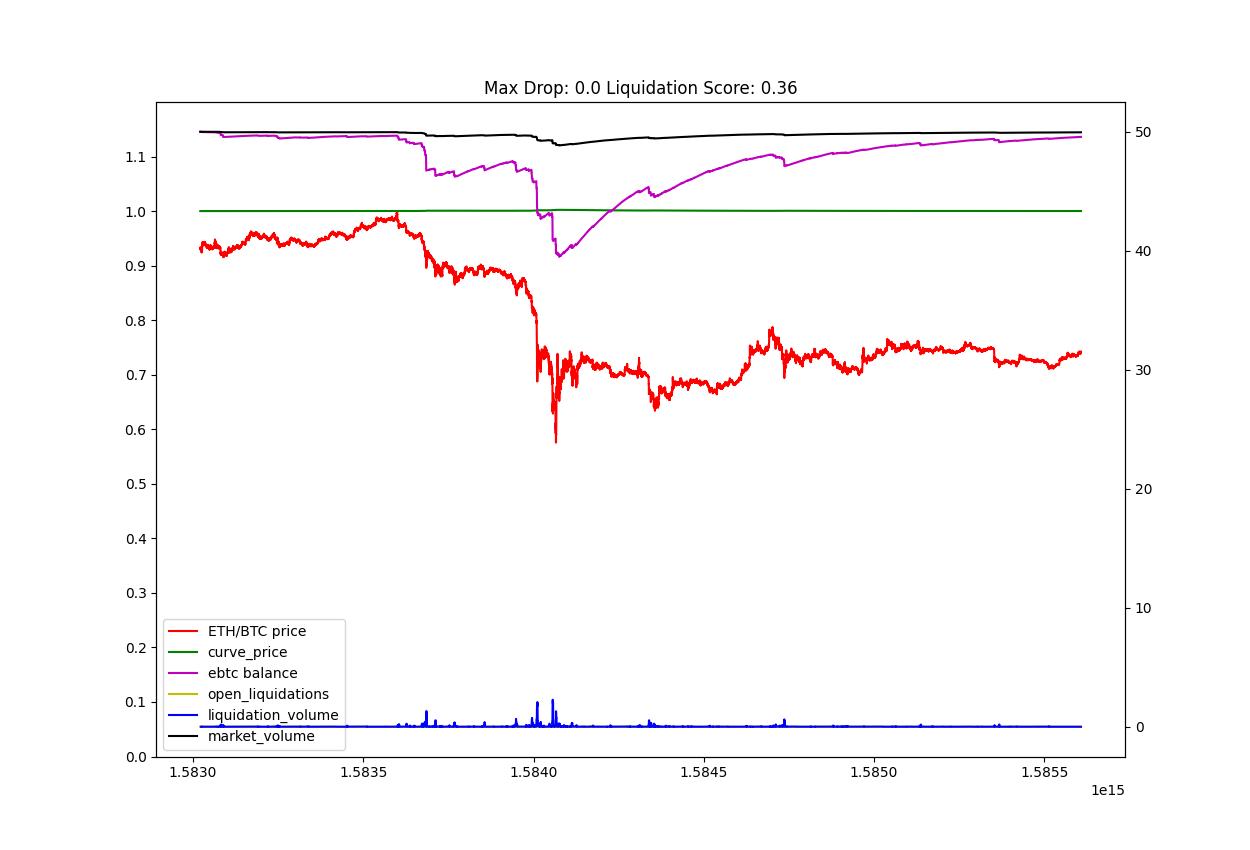 Max Drop: 0.0 Liquidation Score: 0.36
1.1
1.0
0.9
0.8
0.7
0.6
0.5
0.4
0.3
0.2
0.1
0.0
50
40
30
20
10
0
ETH/BTC price
curve_price
ebtc balance
open_liquidations
liquidation_volume
market_volume
1.5830 1.5835 1.5840 1.5845 1.5850 1.5855
1e15